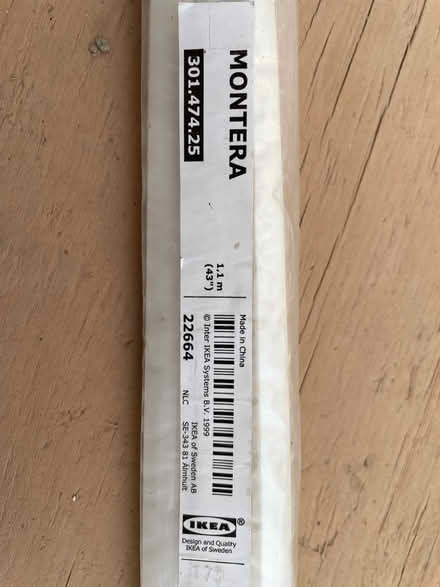 MONTERA
301.474.25
1,1 m
(43")
Made in China
© Inter IKEA Systems B.V. 1999
22664
NLC
IKEA of Sweden AB
SE-343 81 Älmhult
IKEA®
Design and Quality
IKEA of Sweden